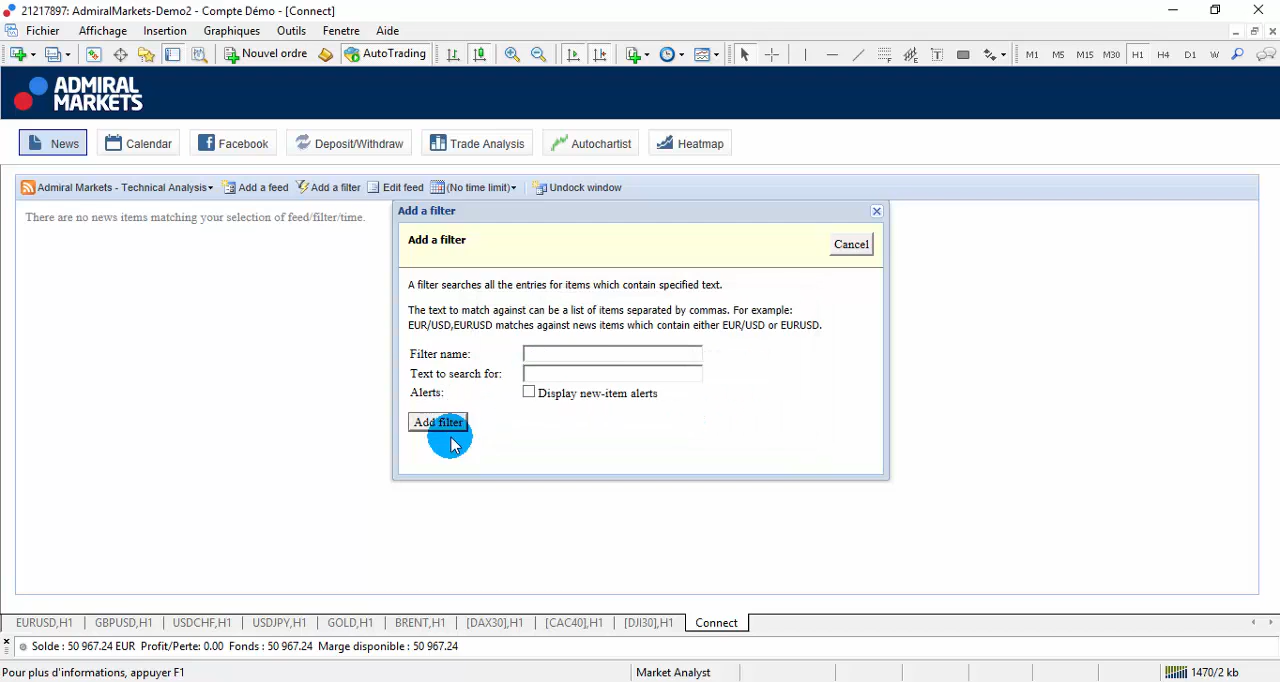 21217897: AdmiralMarkets-Demo2 - Compte Démo - [Connect]
Fichier Affichage Insertion Graphiques Outils Fenetre Aide
Nouvel ordre AutoTrading M1 M5 M15 M30 H1 H4 D1 W
ADMIRAL
MARKETS
News Calendar Facebook Deposit/Withdraw Trade Analysis Autochartist Heatmap
Admiral Markets - Technical Analysis Add a feed Add a filter Edit feed (No time limit) Undock window
There are no news items matching your selection of feed/filter/time.
Add a filter
Add a filter
Cancel
A filter searches all the entries for items which contain specified text.
The text to match against can be a list of items separated by commas. For example:
EUR/USD,EURUSD matches against news items which contain either EUR/USD or EURUSD.
Filter name:
Text to search for:
Alerts: Display new-item alerts
Add filter
EURUSD,H1 GBPUSD,H1 USDCHF,H1 USDJPY,H1 GOLD,H1 BRENT,H1 [DAX30],H1 [CAC40],H1 [DJI30],H1 Connect
Solde : 50 967.24 EUR Profit/Perte: 0.00 Fonds : 50 967.24 Marge disponible : 50 967.24
Pour plus d'informations, appuyer F1 Market Analyst 1470/2 kb